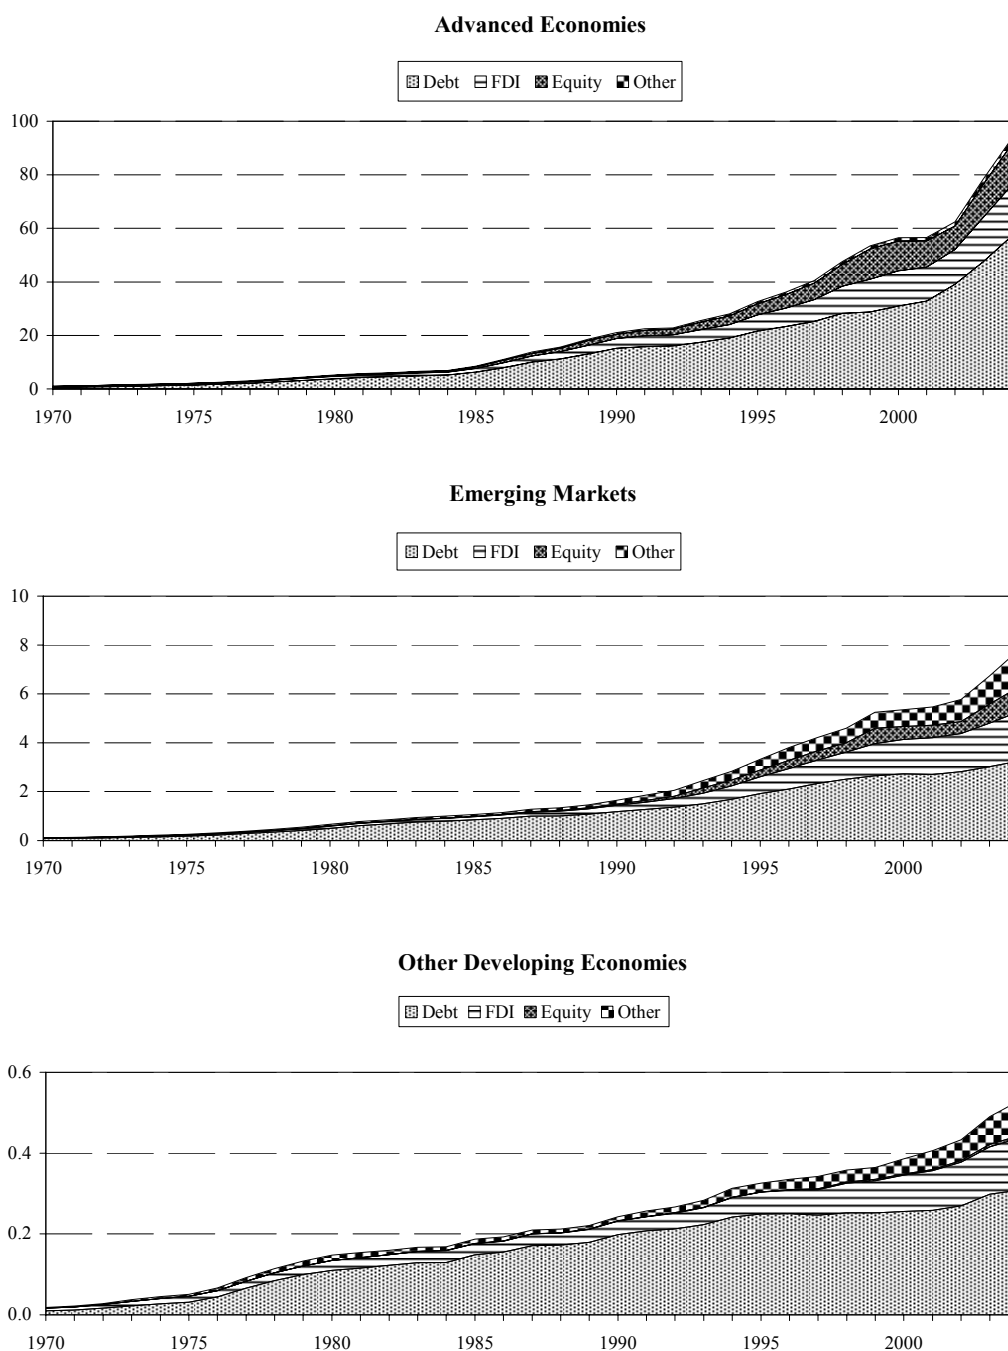 Advanced Economies
Debt FDI Equity Other
100
80
60
40
20
0
1970 1975 1980 1985 1990 1995 2000
Emerging Markets
Debt FDI Equity Other
10
8
6
4
2
0
1970 1975 1980 1985 1990 1995 2000
Other Developing Economies
Debt FDI Equity Other
0.6
0.4
0.2
0.0
1970 1975 1980 1985 1990 1995 2000